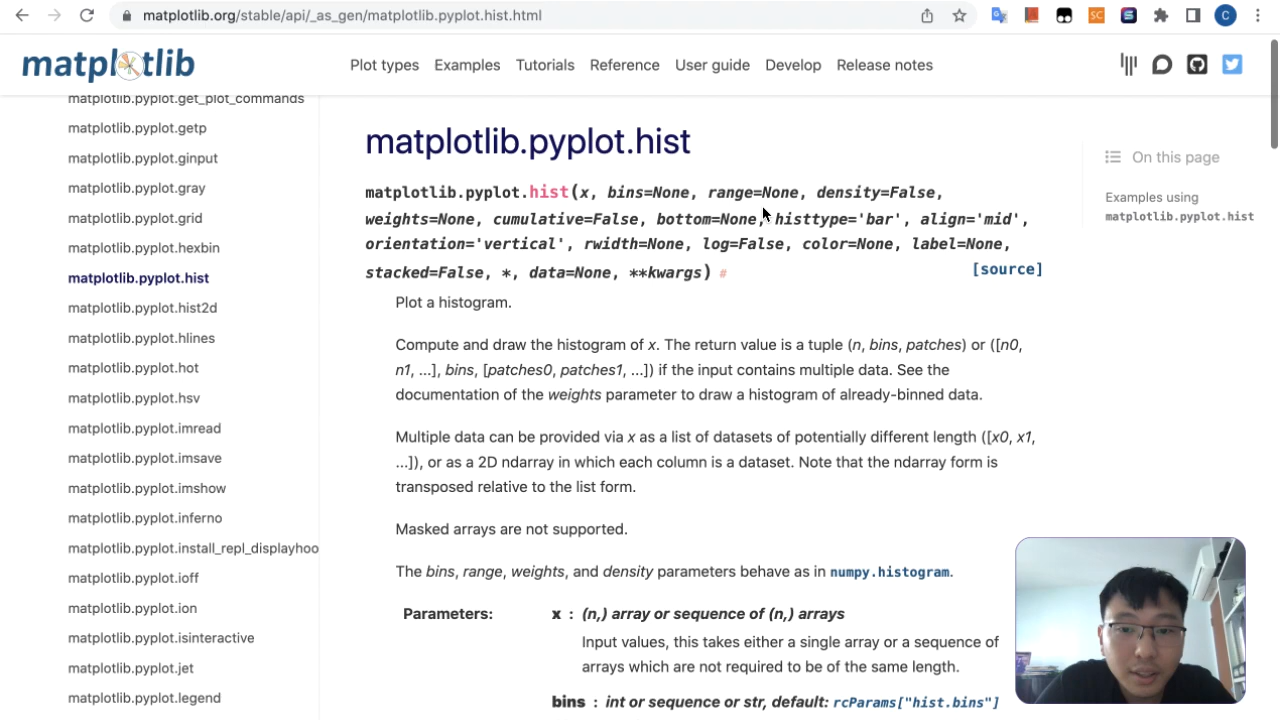 matplotlib.org/stable/api/_as_gen/matplotlib.pyplot.hist.html
SC
S
C
matplotlib
Plot types
Examples
Tutorials
Reference
User guide
Develop
Release notes
matplotlib.pyplot.get_plot_commands
matplotlib.pyplot.getp
matplotlib.pyplot.ginput
matplotlib.pyplot.gray
matplotlib.pyplot.grid
matplotlib.pyplot.hexbin
matplotlib.pyplot.hist
matplotlib.pyplot.hist2d
matplotlib.pyplot.hlines
matplotlib.pyplot.hot
matplotlib.pyplot.hsv
matplotlib.pyplot.imread
matplotlib.pyplot.imsave
matplotlib.pyplot.imshow
matplotlib.pyplot.inferno
matplotlib.pyplot.install_repl_displayhoo
matplotlib.pyplot.ioff
matplotlib.pyplot.ion
matplotlib.pyplot.isinteractive
matplotlib.pyplot.jet
matplotlib.pyplot.legend
matplotlib.pyplot.hist
matplotlib.pyplot.hist(x, bins=None, range=None, density=False,
weights=None, cumulative=False, bottom=None, histtype='bar', align='mid',
orientation='vertical', rwidth=None, log=False, color=None, label=None,
stacked=False, *, data=None, **kwargs) #
[source]
Plot a histogram.
Compute and draw the histogram of x. The return value is a tuple (n, bins, patches) or ([n0,
n1, ...], bins, [patches0, patches1, ...]) if the input contains multiple data. See the
documentation of the weights parameter to draw a histogram of already-binned data.
Multiple data can be provided via x as a list of datasets of potentially different length ([x0, x1,
...]), or as a 2D ndarray in which each column is a dataset. Note that the ndarray form is
transposed relative to the list form.
Masked arrays are not supported.
The bins, range, weights, and density parameters behave as in numpy.histogram.
Parameters:
x : (n,) array or sequence of (n,) arrays
Input values, this takes either a single array or a sequence of
arrays which are not required to be of the same length.
bins : int or sequence or str, default: rcParams["hist.bins"]
On this page
Examples using
matplotlib.pyplot.hist